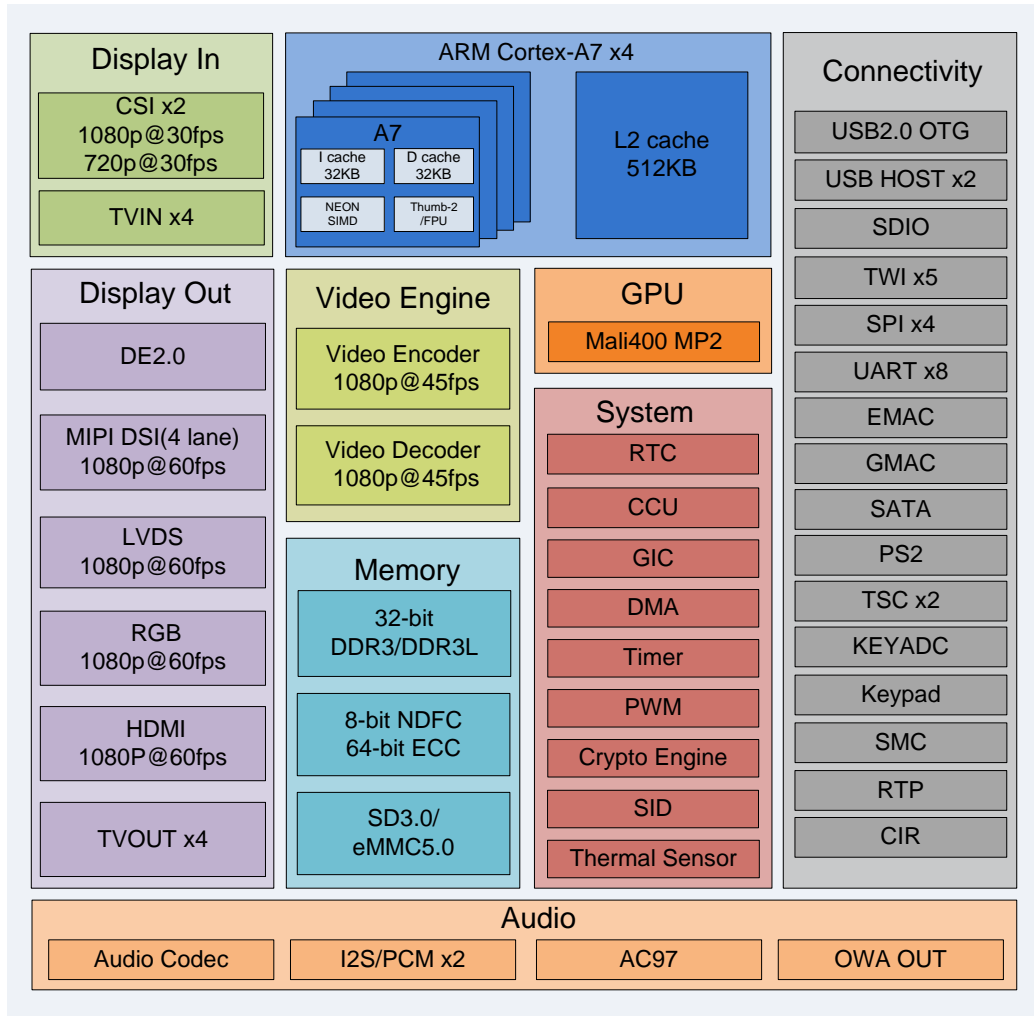 Display In
CSI x2
1080p@30fps
720p@30fps
TVIN x4
ARM Cortex-A7 x4
A7
I cache
32KB
D cache
32KB
NEON
SIMD
Thumb-2
/FPU
L2 cache
512KB
Connectivity
USB2.0 OTG
USB HOST x2
SDIO
TWI x5
SPI x4
UART x8
EMAC
GMAC
SATA
PS2
TSC x2
KEYADC
Keypad
SMC
RTP
CIR
Display Out
DE2.0
MIPI DSI(4 lane)
1080p@60fps
LVDS
1080p@60fps
RGB
1080p@60fps
HDMI
1080P@60fps
TVOUT x4
Video Engine
Video Encoder
1080p@45fps
Video Decoder
1080p@45fps
Memory
32-bit
DDR3/DDR3L
8-bit NDFC
64-bit ECC
SD3.0/
eMMC5.0
GPU
Mali400 MP2
System
RTC
CCU
GIC
DMA
Timer
PWM
Crypto Engine
SID
Thermal Sensor
Audio
Audio Codec
I2S/PCM x2
AC97
OWA OUT